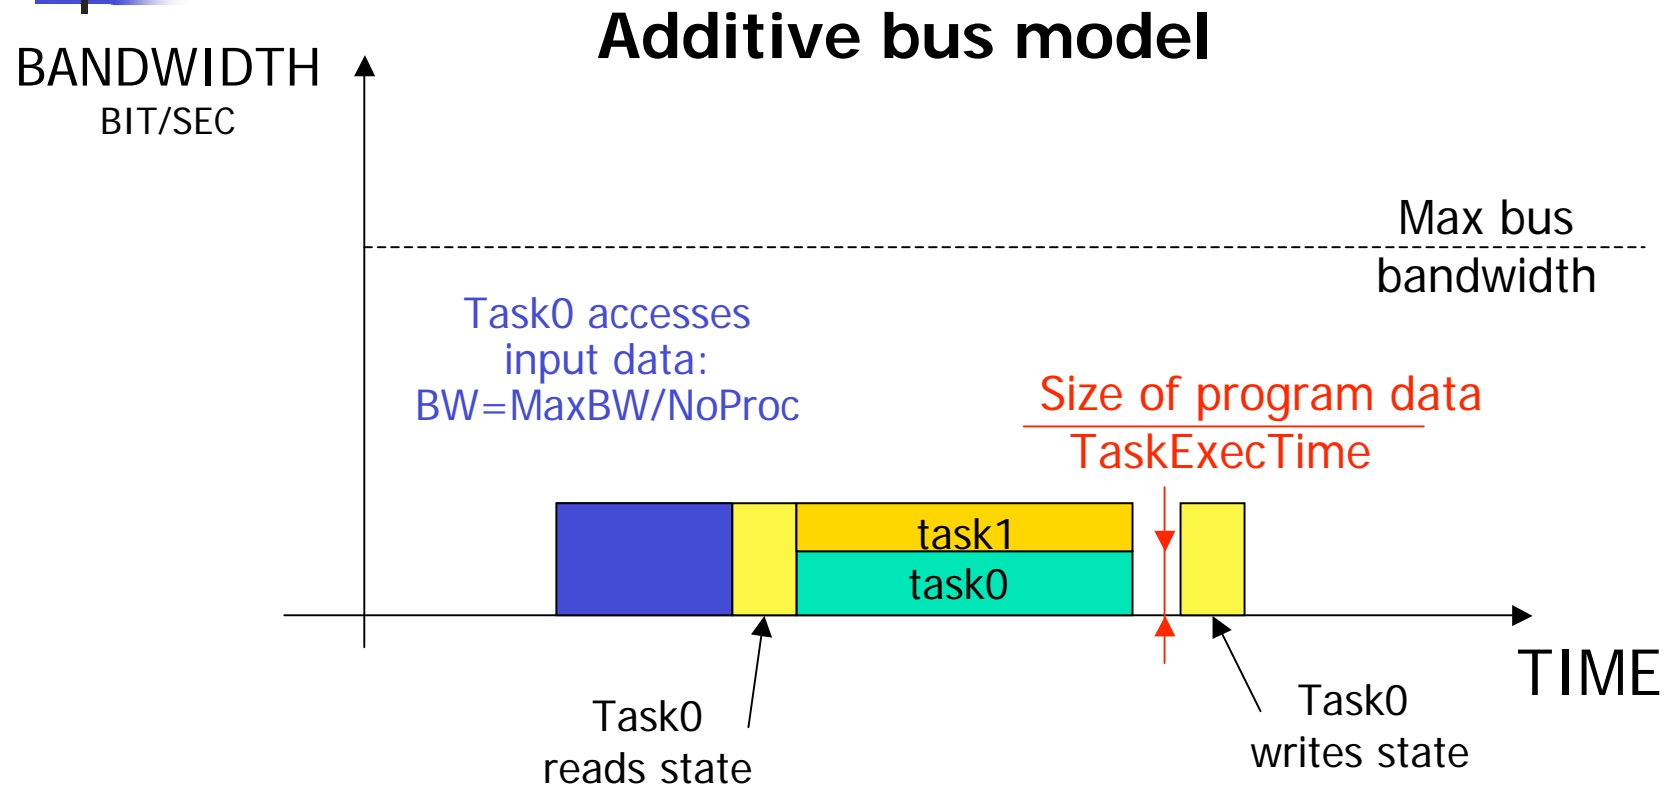 Additive bus model
BANDWIDTH
BIT/SEC
Max bus
bandwidth
Task0 accesses
input data:
BW=MaxBW/NoProc
Size of program data
TaskExecTime
task1
task0
TIME
Task0
reads state
Task0
writes state